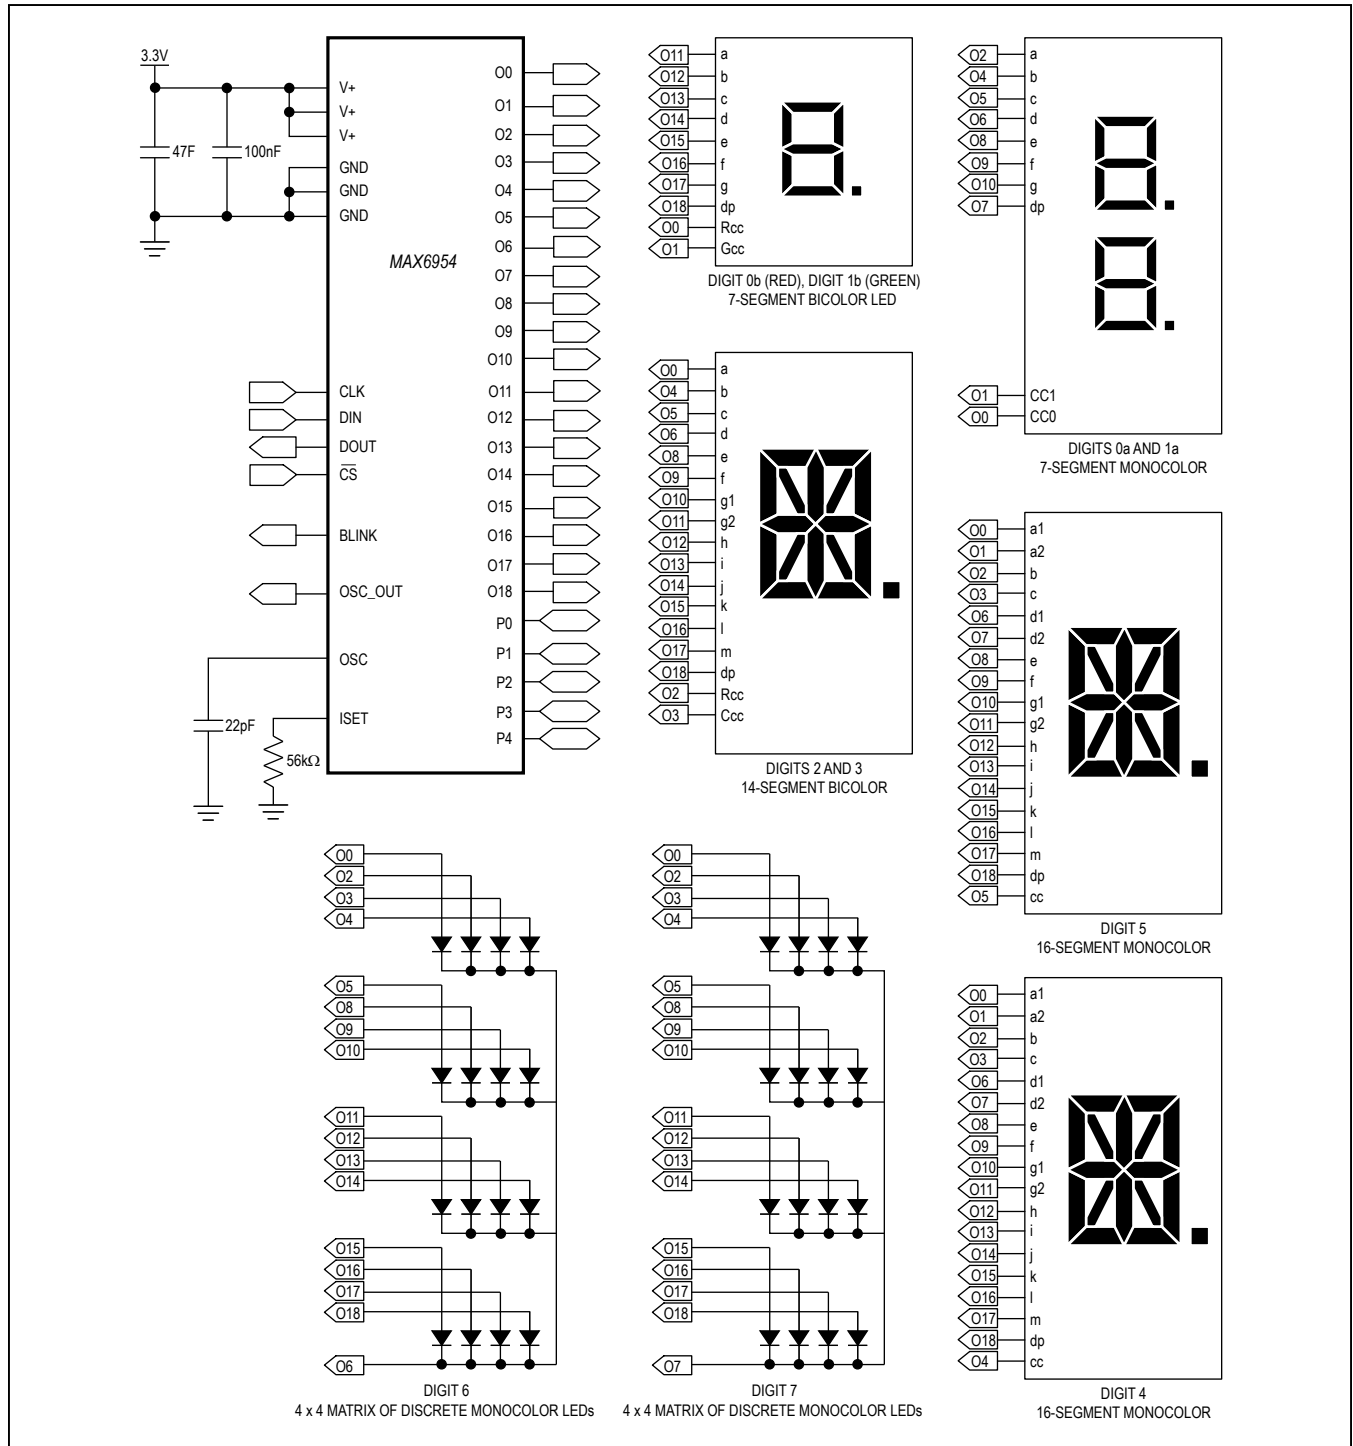 3.3V
47F
100nF
V+
V+
V+
GND
GND
GND
MAX6954
CLK
DIN
DOUT
CS
BLINK
OSC_OUT
OSC
ISET
22pF
56kΩ
O0
O1
O2
O3
O4
O5
O6
O7
O8
O9
O10
O11
O12
O13
O14
O15
O16
O17
O18
P0
P1
P2
P3
P4
O11 a
O12 b
O13 c
O14 d
O15 e
O16 f
O17 g
O18 dp
O0 Rcc
O1 Gcc
DIGIT 0b (RED), DIGIT 1b (GREEN)
7-SEGMENT BICOLOR LED
O2 a
O4 b
O5 c
O6 d
O8 e
O9 f
O10 g
O7 dp
O1 CC1
O0 CC0
DIGITS 0a AND 1a
7-SEGMENT MONOCOLOR
O0 a
O4 b
O5 c
O6 d
O8 e
O9 f
O10 g1
O11 g2
O12 h
O13 i
O14 j
O15 k
O16 l
O17 m
O18 dp
O2 Rcc
O3 Ccc
DIGITS 2 AND 3
14-SEGMENT BICOLOR
O0 a1
O1 a2
O2 b
O3 c
O6 d1
O7 d2
O8 e
O9 f
O10 g1
O11 g2
O12 h
O13 i
O14 j
O15 k
O16 l
O17 m
O18 dp
O5 cc
DIGIT 5
16-SEGMENT MONOCOLOR
O0
O2
O3
O4
O5
O8
O9
O10
O11
O12
O13
O14
O15
O16
O17
O18
O6
DIGIT 6
4 x 4 MATRIX OF DISCRETE MONOCOLOR LEDs
O0
O2
O3
O4
O5
O8
O9
O10
O11
O12
O13
O14
O15
O16
O17
O18
O7
DIGIT 7
4 x 4 MATRIX OF DISCRETE MONOCOLOR LEDs
O0 a1
O1 a2
O2 b
O3 c
O6 d1
O7 d2
O8 e
O9 f
O10 g1
O11 g2
O12 h
O13 i
O14 j
O15 k
O16 l
O17 m
O18 dp
O4 cc
DIGIT 4
16-SEGMENT MONOCOLOR